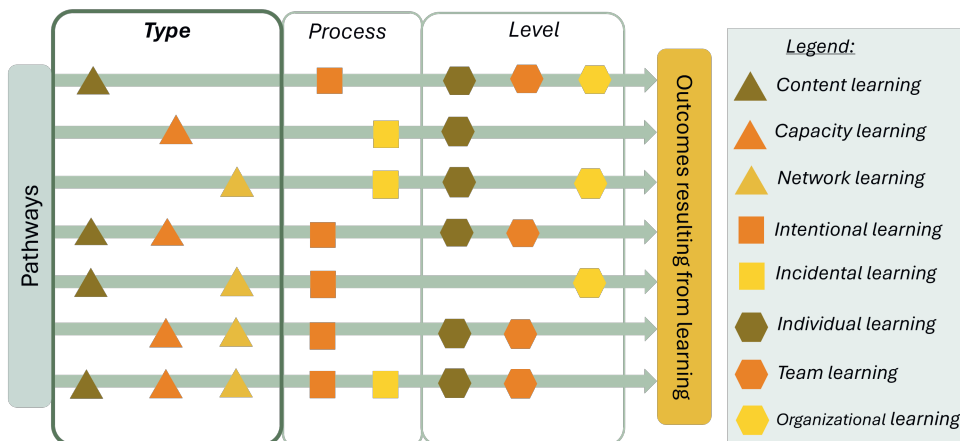 Type
Process
Level
Pathways
Outcomes resulting from learning
Legend:
Content learning
Capacity learning
Network learning
Intentional learning
Incidental learning
Individual learning
Team learning
Organizational learning